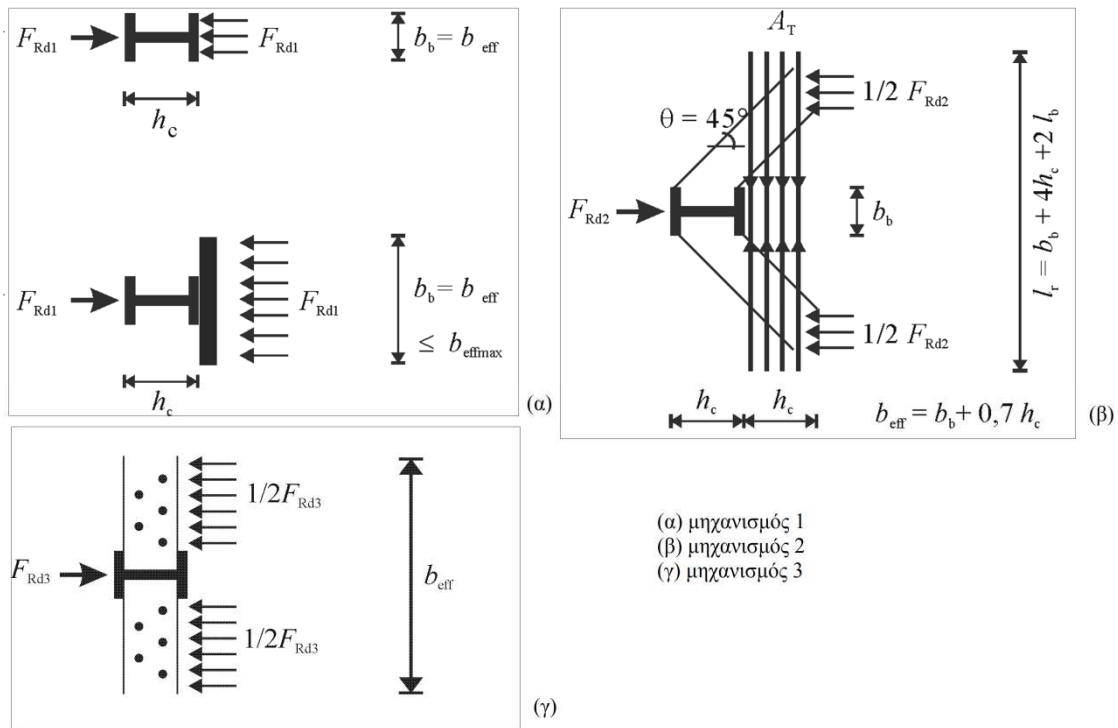 F_Rd1 F_Rd1 b_b = b_eff
h_c
F_Rd1 F_Rd1 b_b = b_eff
≤ b_effmax
h_c
(α)
A_T
1/2 F_Rd2
θ = 45°
F_Rd2 b_b
l_r = b_b + 4h_c + 2 l_b
1/2 F_Rd2
h_c h_c b_eff = b_b + 0,7 h_c
(β)
1/2F_Rd3
F_Rd3 b_eff
1/2F_Rd3
(γ)
(α) μηχανισμός 1
(β) μηχανισμός 2
(γ) μηχανισμός 3